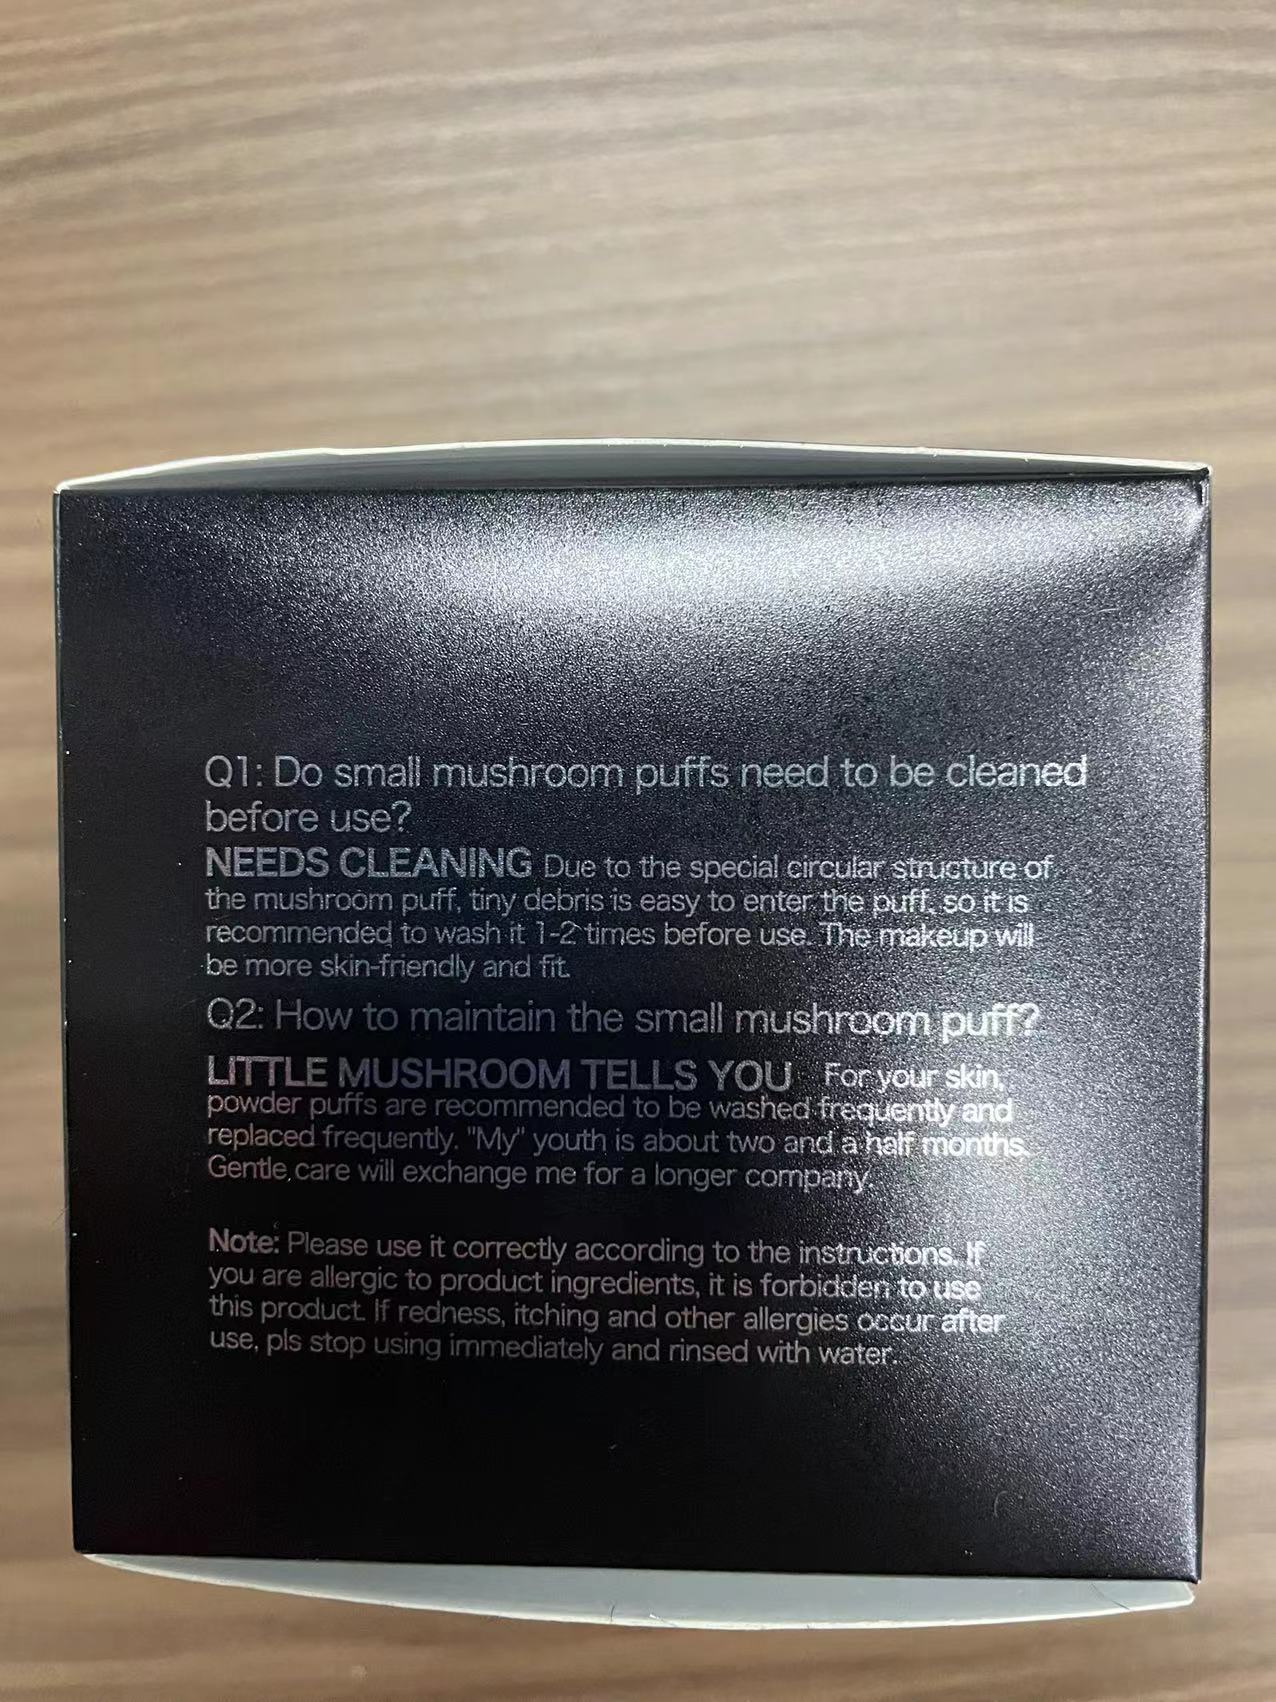 Q1: Do small mushroom puffs need to be cleaned
before use?
NEEDS CLEANING Due to the special circular structure of
the mushroom puff, tiny debris is easy to enter the puff, so it is
recommended to wash it 1-2 times before use. The makeup will
be more skin-friendly and fit.
Q2: How to maintain the small mushroom puff?
LITTLE MUSHROOM TELLS YOU For your skin,
powder puffs are recommended to be washed frequently and
replaced frequently. "My" youth is about two and a half months.
Gentle care will exchange me for a longer company.
Note: Please use it correctly according to the instructions. If
you are allergic to product ingredients, it is forbidden to use
this product. If redness, itching and other allergies occur after
use, pls stop using immediately and rinsed with water.